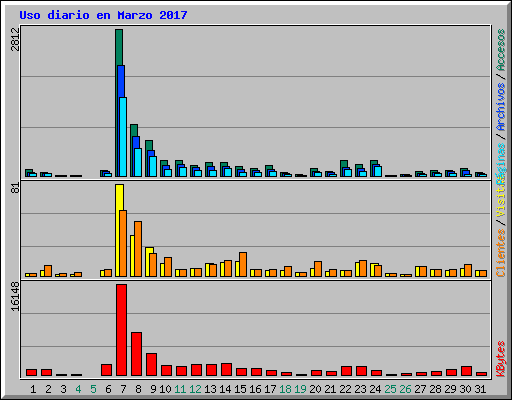 Uso diario en Marzo 2017
2812
81
16148
Clientes / Visitas
Páginas / Archivos / Accesos
KBytes
1 2 3 4 5 6 7 8 9 10 11 12 13 14 15 16 17 18 19 20 21 22 23 24 25 26 27 28 29 30 31